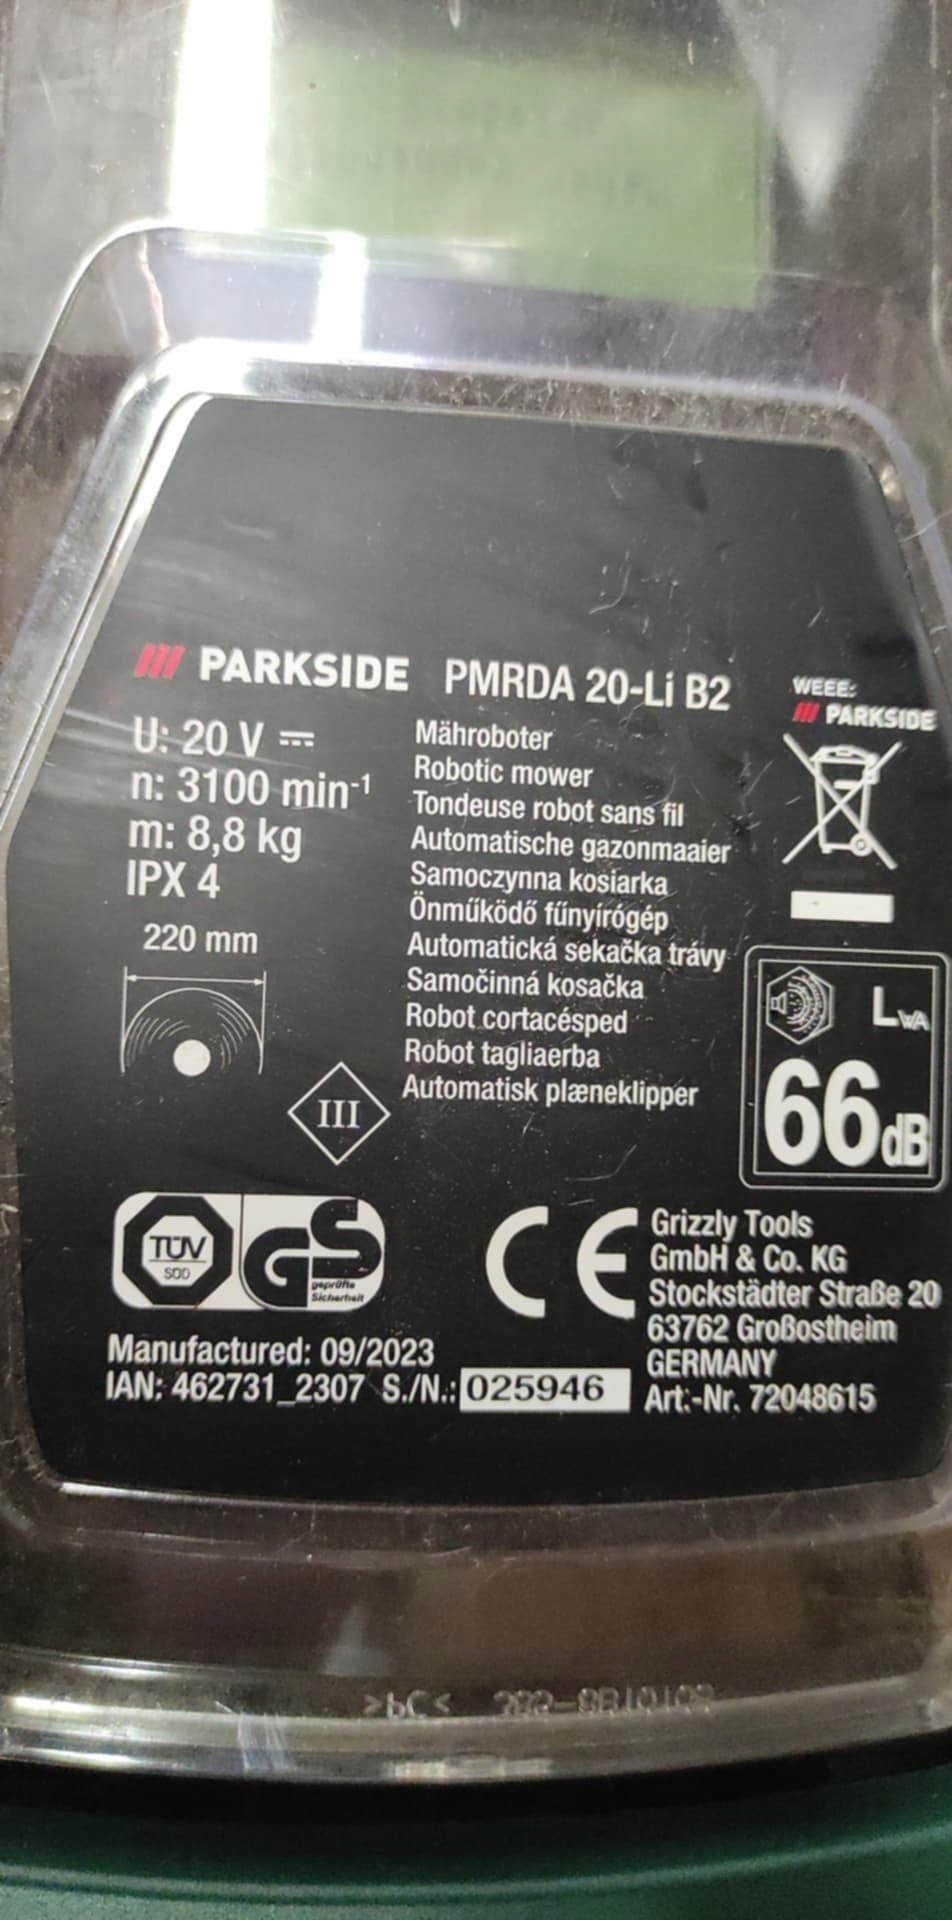 PARKSIDE PMRDA 20-Li B2
U: 20 V
n: 3100 min-1
m: 8,8 kg
IPX 4
220 mm
Mähroboter
Robotic mower
Tondeuse robot sans fil
Automatische gazonmaaier
Samoczynna kosiarka
Önműködő fűnyírógép
Automatická sekačka trávy
Samočinná kosačka
Robot cortacésped
Robot tagliaerba
Automatisk plæneklipper
III
WEEE:
PARKSIDE
LWA
66dB
TÜV
SÜD
GS
geprüfte
Sicherheit
CE
Grizzly Tools
GmbH & Co. KG
Stockstädter Straße 20
63762 Großostheim
GERMANY
Art.-Nr. 72048615
Manufactured: 09/2023
IAN: 462731_2307 S./N.: 025946
>PC<